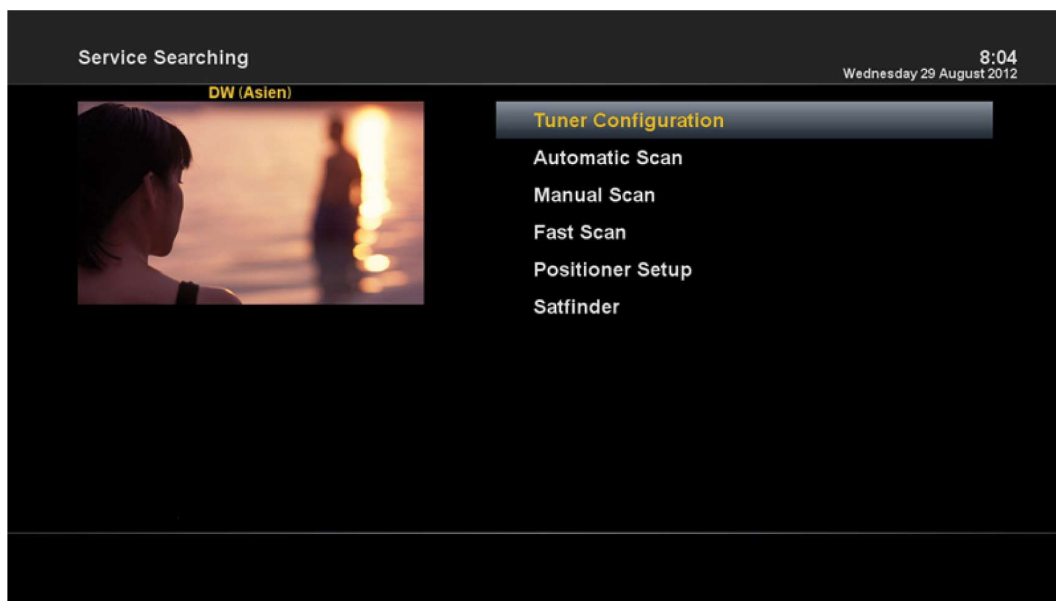 Service Searching
8:04
Wednesday 29 August 2012
DW (Asien)
Tuner Configuration
Automatic Scan
Manual Scan
Fast Scan
Positioner Setup
Satfinder